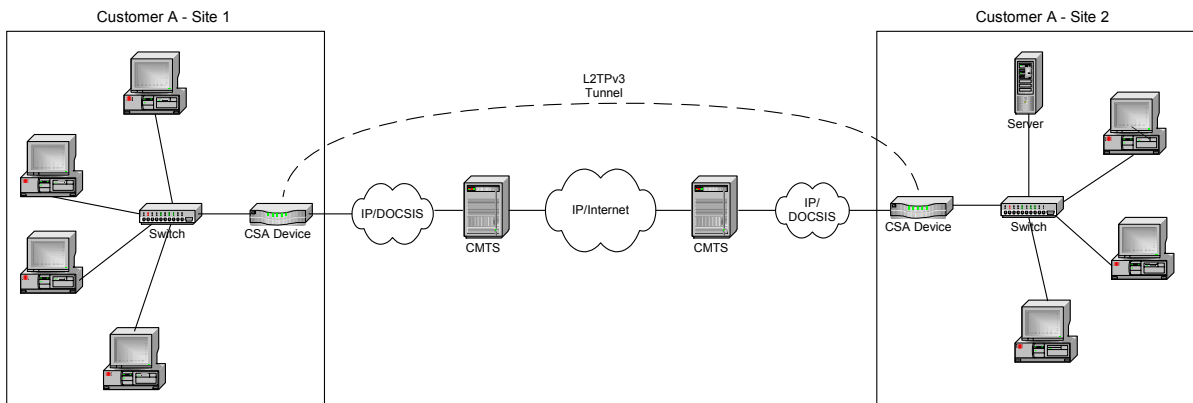 Customer A - Site 1
Customer A - Site 2
L2TPv3
Tunnel
Server
Switch
CSA Device
IP/DOCSIS
CMTS
IP/Internet
CMTS
IP/
DOCSIS
CSA Device
Switch